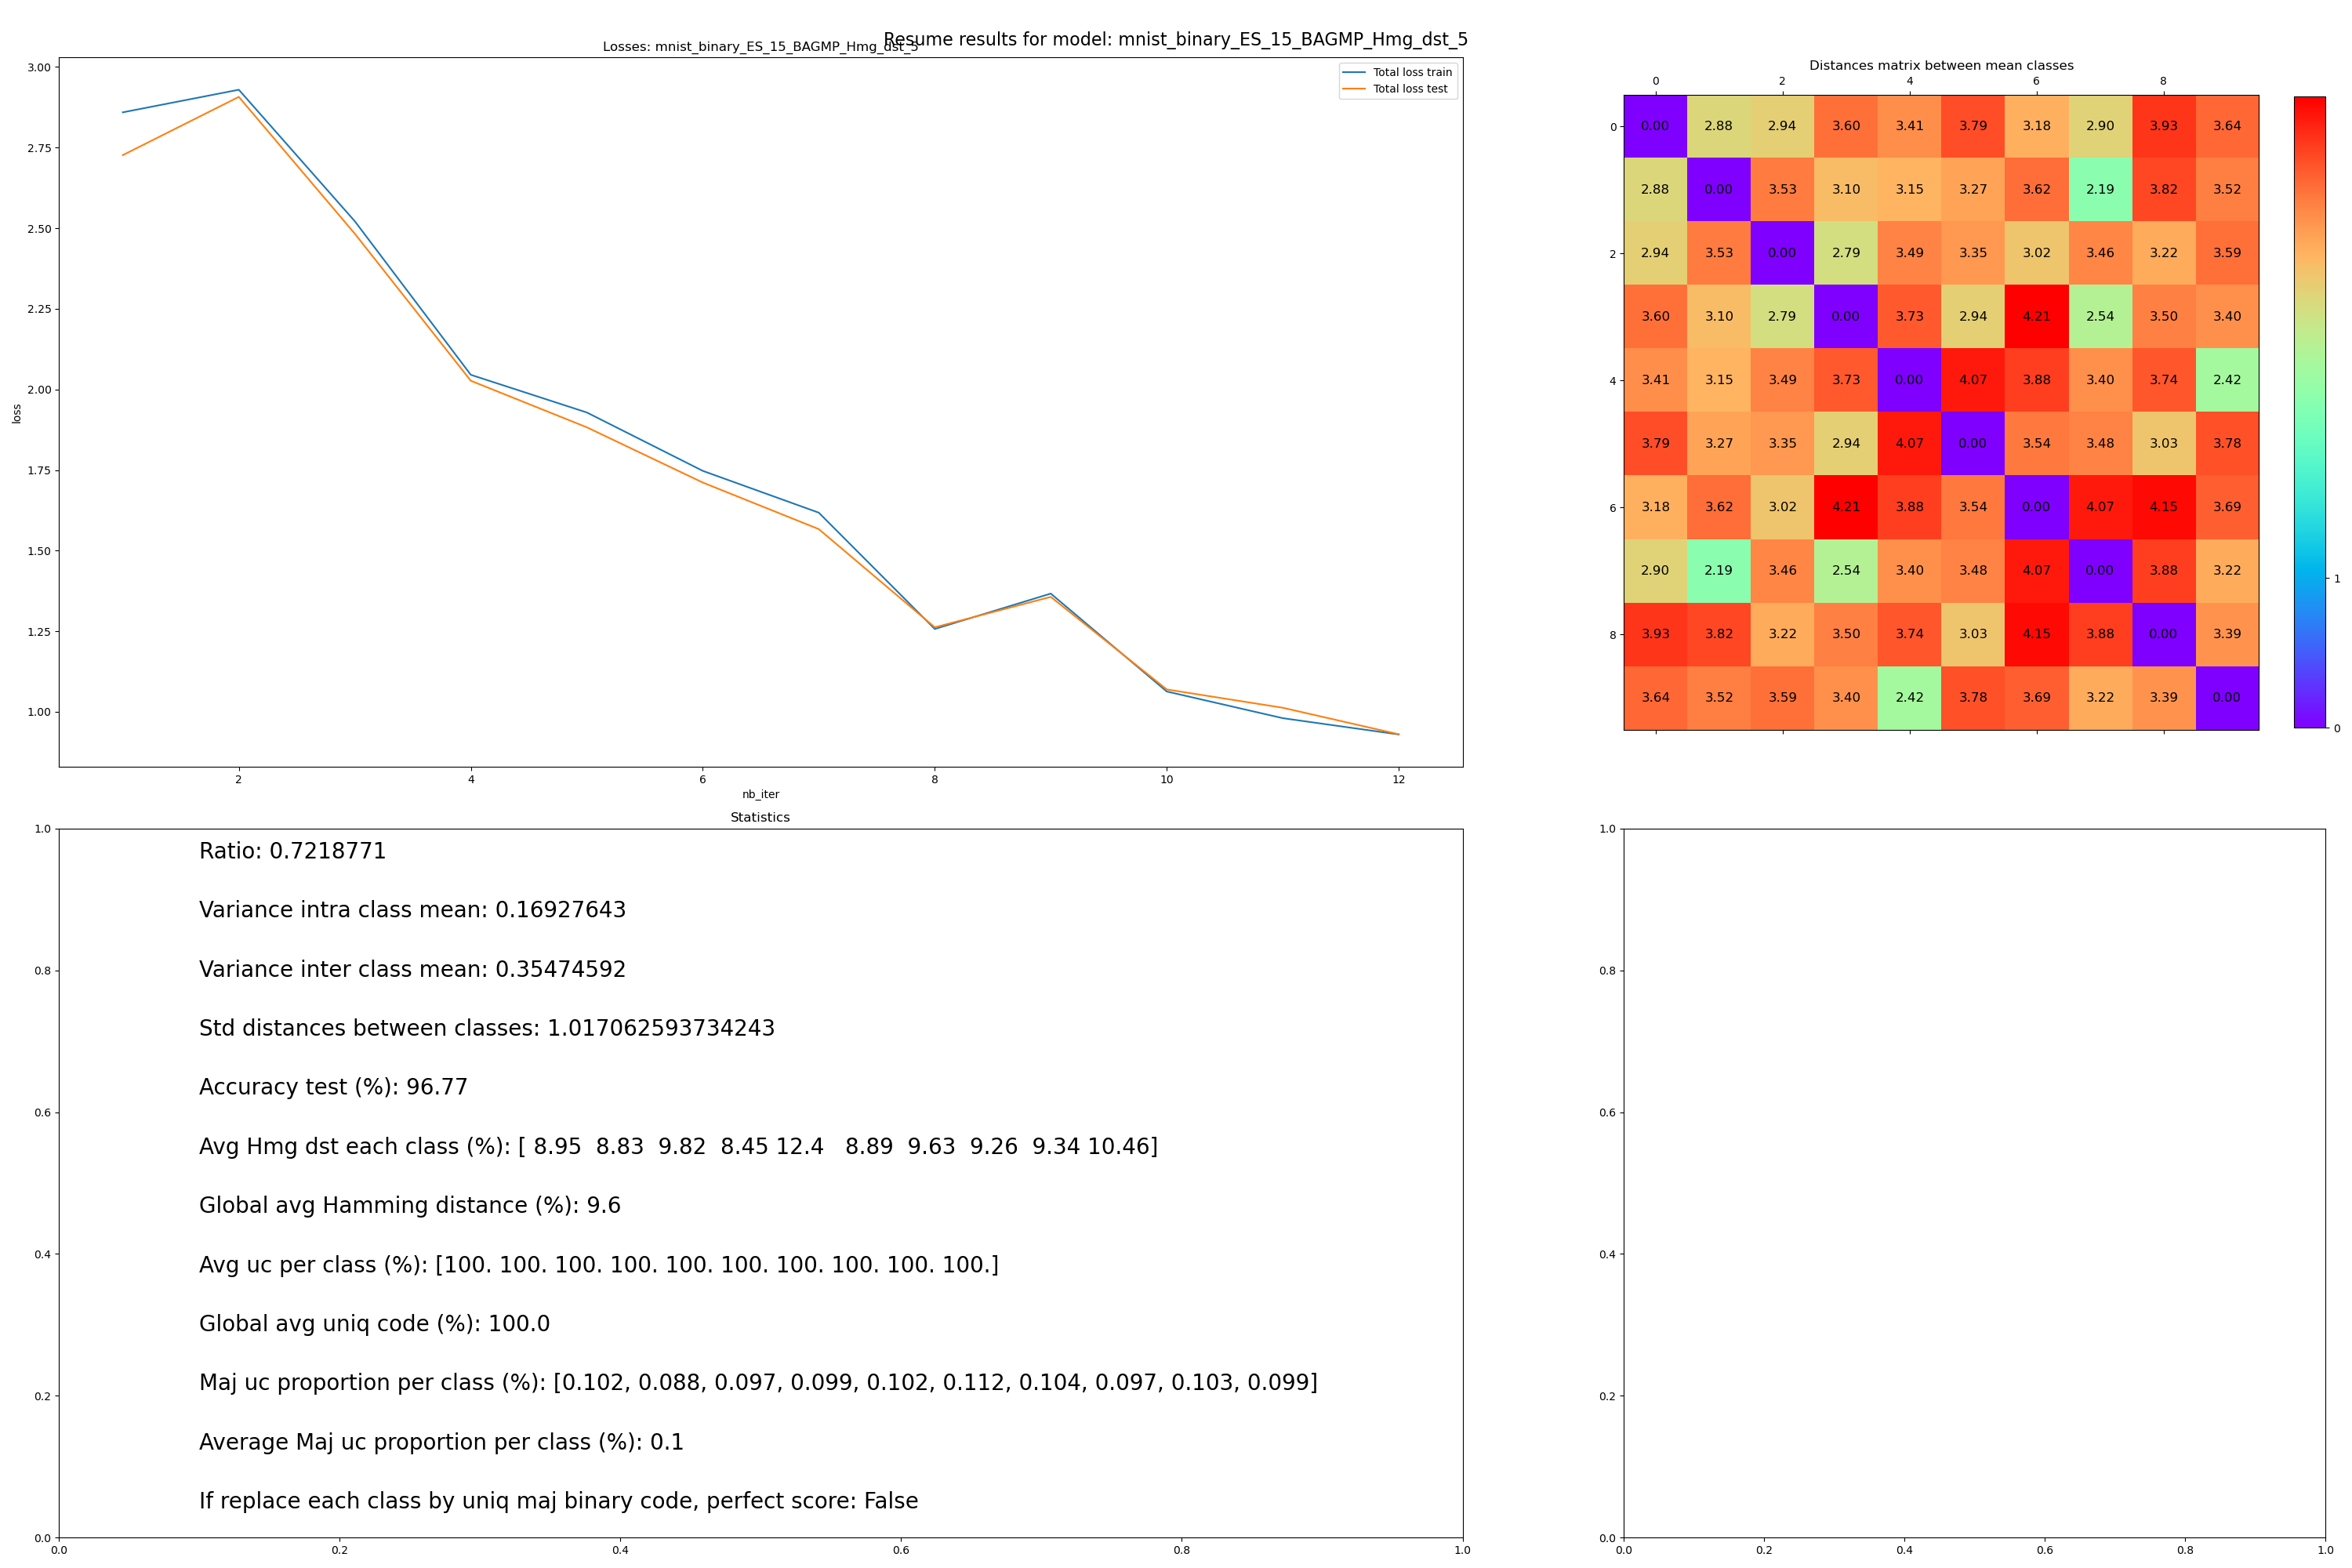 Resume results for model: mnist_binary_ES_15_BAGMP_Hmg_dst_5
Losses: mnist_binary_ES_15_BAGMP_Hmg_dst_5
Total loss train
Total loss test
3.00
2.75
2.50
2.25
2.00
1.75
1.50
1.25
1.00
loss
2 4 6 8 10 12
nb_iter
Distances matrix between mean classes
0 2 4 6 8
0 0.00 2.88 2.94 3.60 3.41 3.79 3.18 2.90 3.93 3.64
2.88 0.00 3.53 3.10 3.15 3.27 3.62 2.19 3.82 3.52
2 2.94 3.53 0.00 2.79 3.49 3.35 3.02 3.46 3.22 3.59
3.60 3.10 2.79 0.00 3.73 2.94 4.21 2.54 3.50 3.40
4 3.41 3.15 3.49 3.73 0.00 4.07 3.88 3.40 3.74 2.42
3.79 3.27 3.35 2.94 4.07 0.00 3.54 3.48 3.03 3.78
6 3.18 3.62 3.02 4.21 3.88 3.54 0.00 4.07 4.15 3.69
2.90 2.19 3.46 2.54 3.40 3.48 4.07 0.00 3.88 3.22
8 3.93 3.82 3.22 3.50 3.74 3.03 4.15 3.88 0.00 3.39
3.64 3.52 3.59 3.40 2.42 3.78 3.69 3.22 3.39 0.00
1
0
Statistics
1.0
0.8
0.6
0.4
0.2
0.0
Ratio: 0.7218771
Variance intra class mean: 0.16927643
Variance inter class mean: 0.35474592
Std distances between classes: 1.017062593734243
Accuracy test (%): 96.77
Avg Hmg dst each class (%): [ 8.95  8.83  9.82  8.45 12.4   8.89  9.63  9.26  9.34 10.46]
Global avg Hamming distance (%): 9.6
Avg uc per class (%): [100. 100. 100. 100. 100. 100. 100. 100. 100. 100.]
Global avg uniq code (%): 100.0
Maj uc proportion per class (%): [0.102, 0.088, 0.097, 0.099, 0.102, 0.112, 0.104, 0.097, 0.103, 0.099]
Average Maj uc proportion per class (%): 0.1
If replace each class by uniq maj binary code, perfect score: False
0.0 0.2 0.4 0.6 0.8 1.0
1.0
0.8
0.6
0.4
0.2
0.0
0.0 0.2 0.4 0.6 0.8 1.0